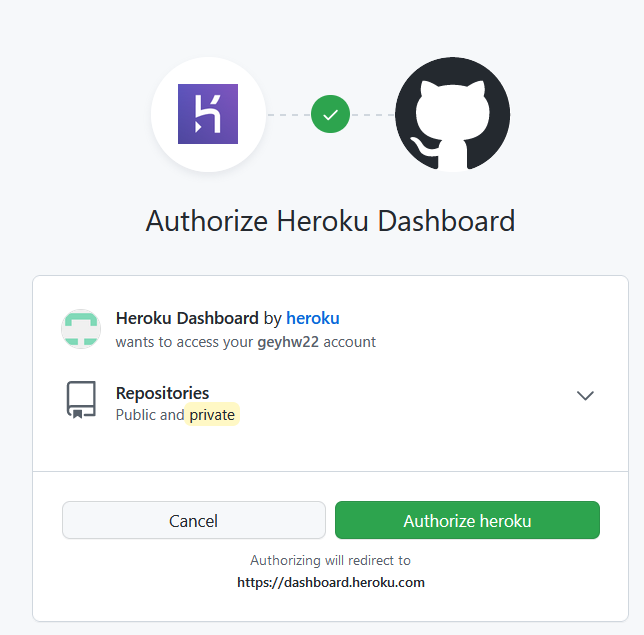 Authorize Heroku Dashboard
Heroku Dashboard by heroku
wants to access your geyhw22 account
Repositories
Public and private
Cancel
Authorize heroku
Authorizing will redirect to
https://dashboard.heroku.com